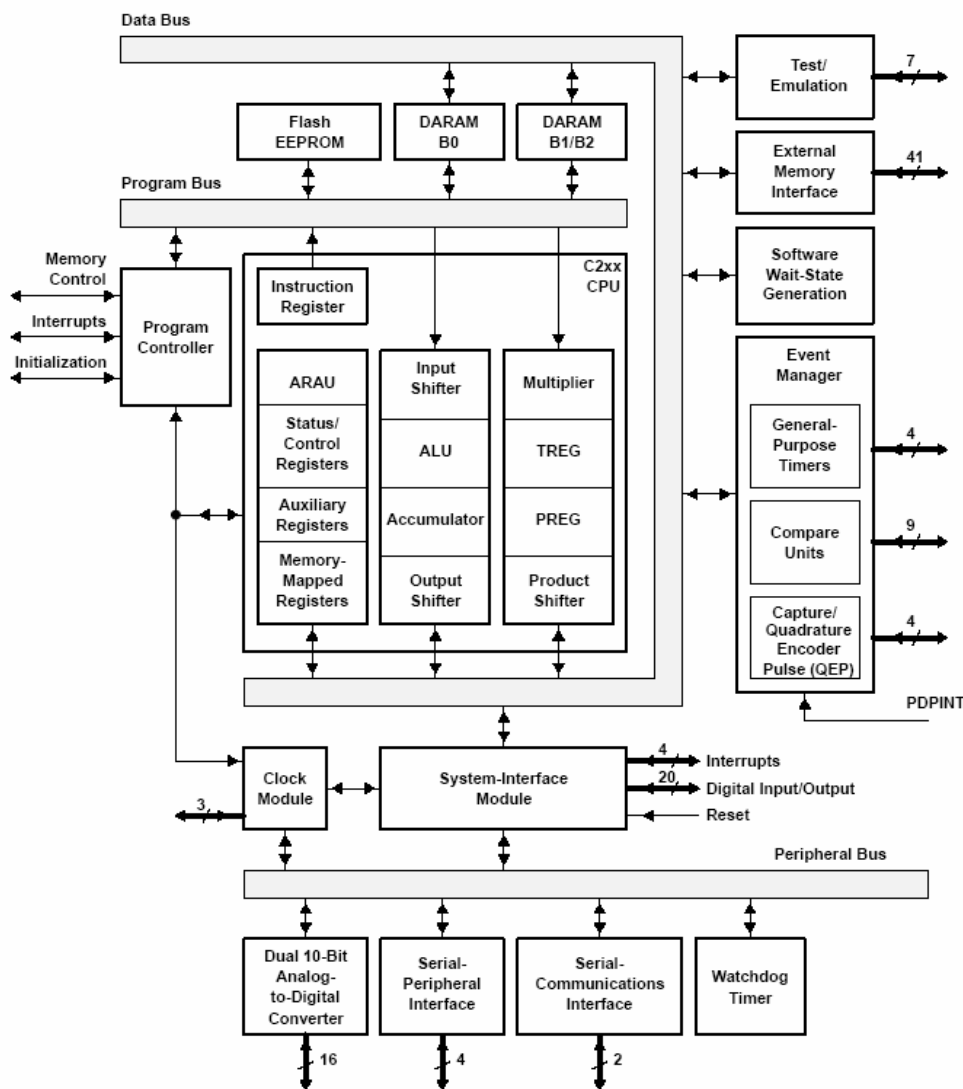 Data Bus
Test/
Emulation
7
Flash
EEPROM
DARAM
B0
DARAM
B1/B2
External
Memory
Interface
41
Program Bus
Software
Wait-State
Generation
C2xx
CPU
Memory
Control
Interrupts
Initialization
Program
Controller
Instruction
Register
ARAU
Status/
Control
Registers
Auxiliary
Registers
Memory-
Mapped
Registers
Input
Shifter
ALU
Accumulator
Output
Shifter
Multiplier
TREG
PREG
Product
Shifter
Event
Manager
General-
Purpose
Timers
4
Compare
Units
9
Capture/
Quadrature
Encoder
Pulse (QEP)
4
PDPINT
Clock
Module
3
System-Interface
Module
4
Interrupts
20
Digital Input/Output
Reset
Peripheral Bus
Dual 10-Bit
Analog-
to-Digital
Converter
16
Serial-
Peripheral
Interface
4
Serial-
Communications
Interface
2
Watchdog
Timer